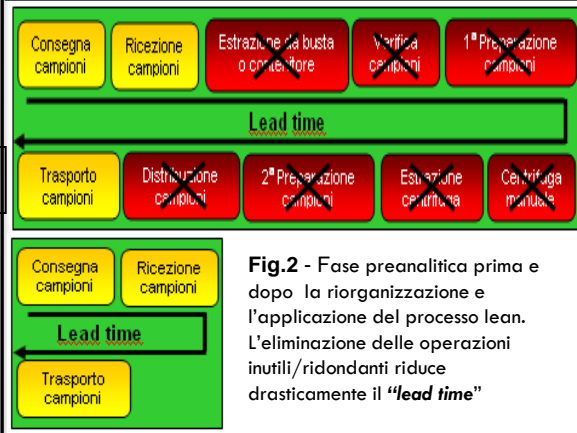 Consegna
campioni
Ricezione
campioni
Estrazione da busta
o contenitore
Verifica
campioni
1ª Preparazione
campioni
Lead time
Trasporto
campioni
Distribuzione
campioni
2ª Preparazione
campioni
Estrazione
centrifuga
Centrifuga
manuale
Consegna
campioni
Ricezione
campioni
Lead time
Trasporto
campioni
Fig.2 - Fase preanalitica prima e
dopo la riorganizzazione e
l'applicazione del processo lean.
L'eliminazione delle operazioni
inutili/ridondanti riduce
drasticamente il "lead time"